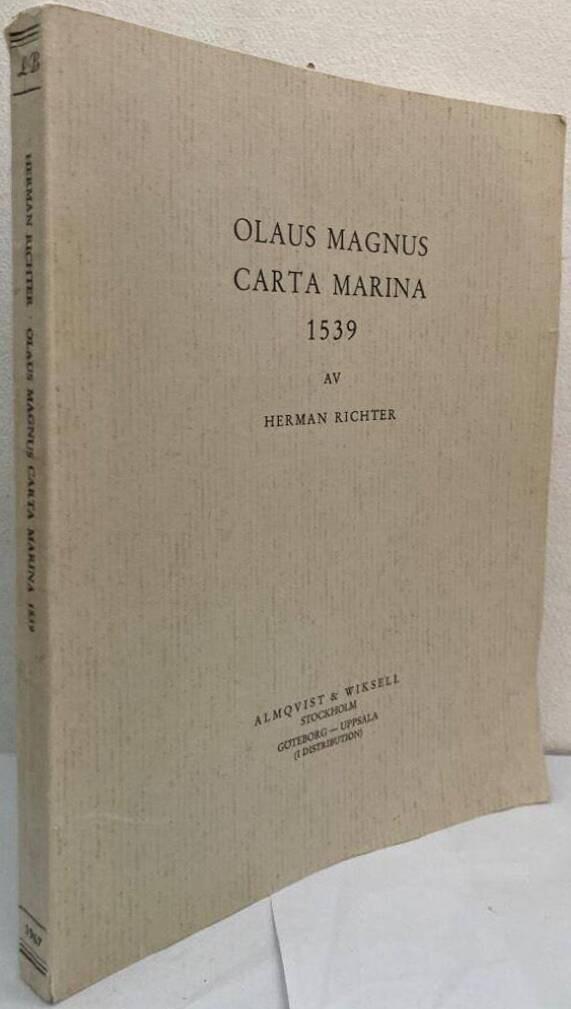 OLAUS MAGNUS
CARTA MARINA
1539
AV
HERMAN RICHTER
ALMQVIST & WIKSELL
STOCKHOLM
GÖTEBORG — UPPSALA
(I DISTRIBUTION)
HERMAN RICHTER · OLAUS MAGNUS CARTA MARINA 1539
1967